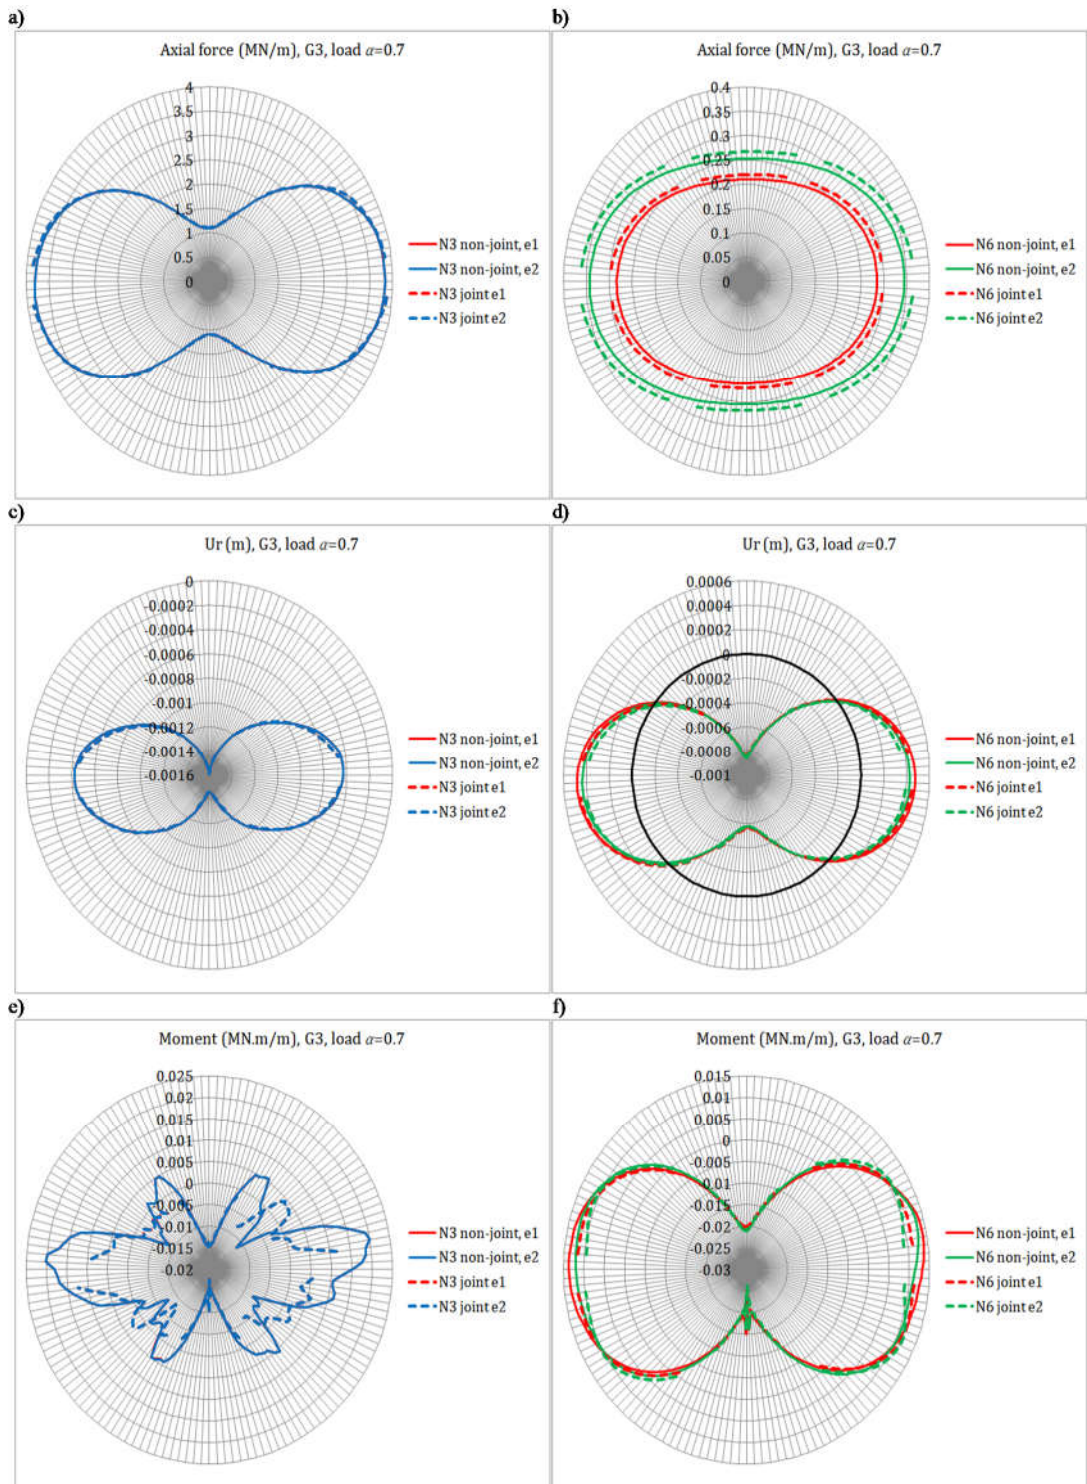 a)
Axial force (MN/m), G3, load α=0.7
4
3.5
3
2.5
2
1.5
1
0.5
0
N3 non-joint, e1
N3 non-joint, e2
N3 joint e1
N3 joint e2
b)
Axial force (MN/m), G3, load α=0.7
0.4
0.35
0.3
0.25
0.2
0.15
0.1
0.05
0
N6 non-joint, e1
N6 non-joint, e2
N6 joint e1
N6 joint e2
c)
Ur (m), G3, load α=0.7
0
-0.0002
-0.0004
-0.0006
-0.0008
-0.001
-0.0012
-0.0014
-0.0016
N3 non-joint, e1
N3 non-joint, e2
N3 joint e1
N3 joint e2
d)
Ur (m), G3, load α=0.7
0.0006
0.0004
0.0002
0
-0.0002
-0.0004
-0.0006
-0.0008
-0.001
N6 non-joint, e1
N6 non-joint, e2
N6 joint e1
N6 joint e2
e)
Moment (MN.m/m), G3, load α=0.7
0.025
0.02
0.015
0.01
0.005
0
-0.005
-0.01
-0.015
-0.02
N3 non-joint, e1
N3 non-joint, e2
N3 joint e1
N3 joint e2
f)
Moment (MN.m/m), G3, load α=0.7
0.015
0.01
0.005
0
-0.005
-0.01
-0.015
-0.02
-0.025
-0.03
N6 non-joint, e1
N6 non-joint, e2
N6 joint e1
N6 joint e2